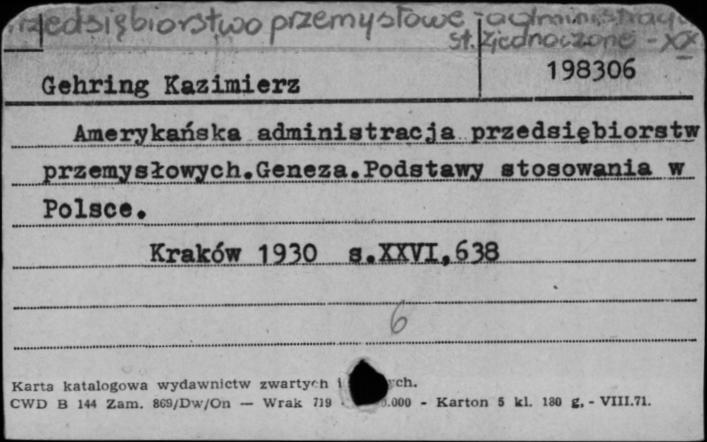 przedsiębiorstwo przemysłowe - administracja
St. Zjednoczone - XX
198306
Gehring Kazimierz
Amerykańska administracja przedsiębiorstw
przemysłowych.Geneza.Podstawy stosowania w
Polsce.
Kraków 1930 s.XXVI,638
6
Karta katalogowa wydawnictw zwartych i
CWD B 144 Zam. 869/Dw/On — Wrak 719 .000 - Karton 5 kl. 180 g, - VIII.71.